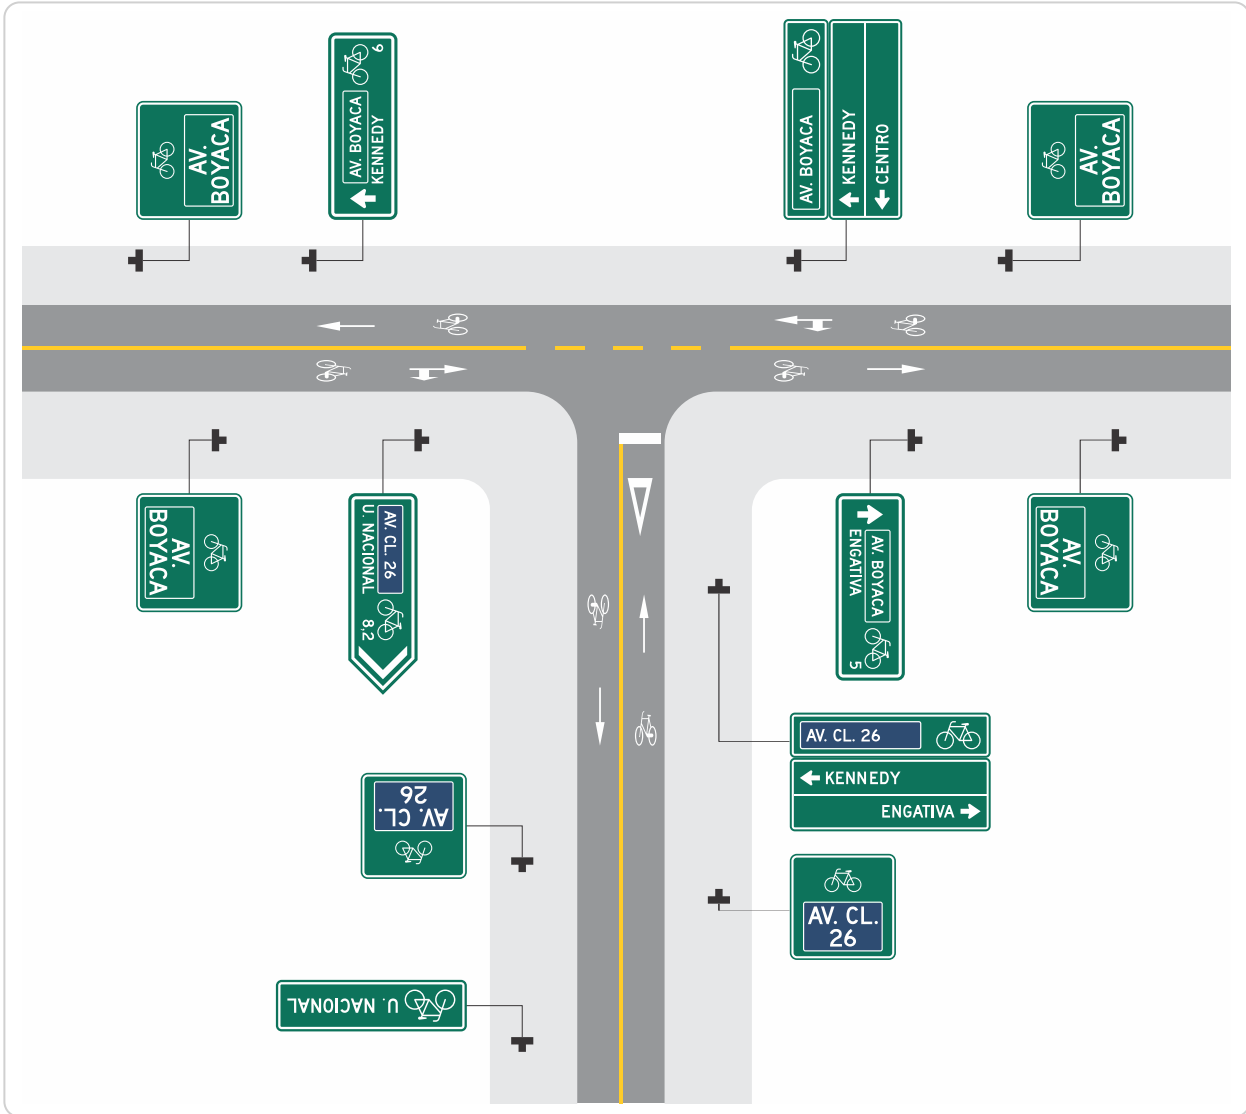 AV.
BOYACA
6
AV. BOYACA
KENNEDY
AV. BOYACA
KENNEDY
CENTRO
AV.
BOYACA
AV.
BOYACA
AV. CL. 26
U. NACIONAL
8,2
AV. BOYACA
ENGATIVA
5
AV.
BOYACA
AV. CL. 26
KENNEDY
ENGATIVA
AV. CL.
26
AV. CL.
26
U. NACIONAL